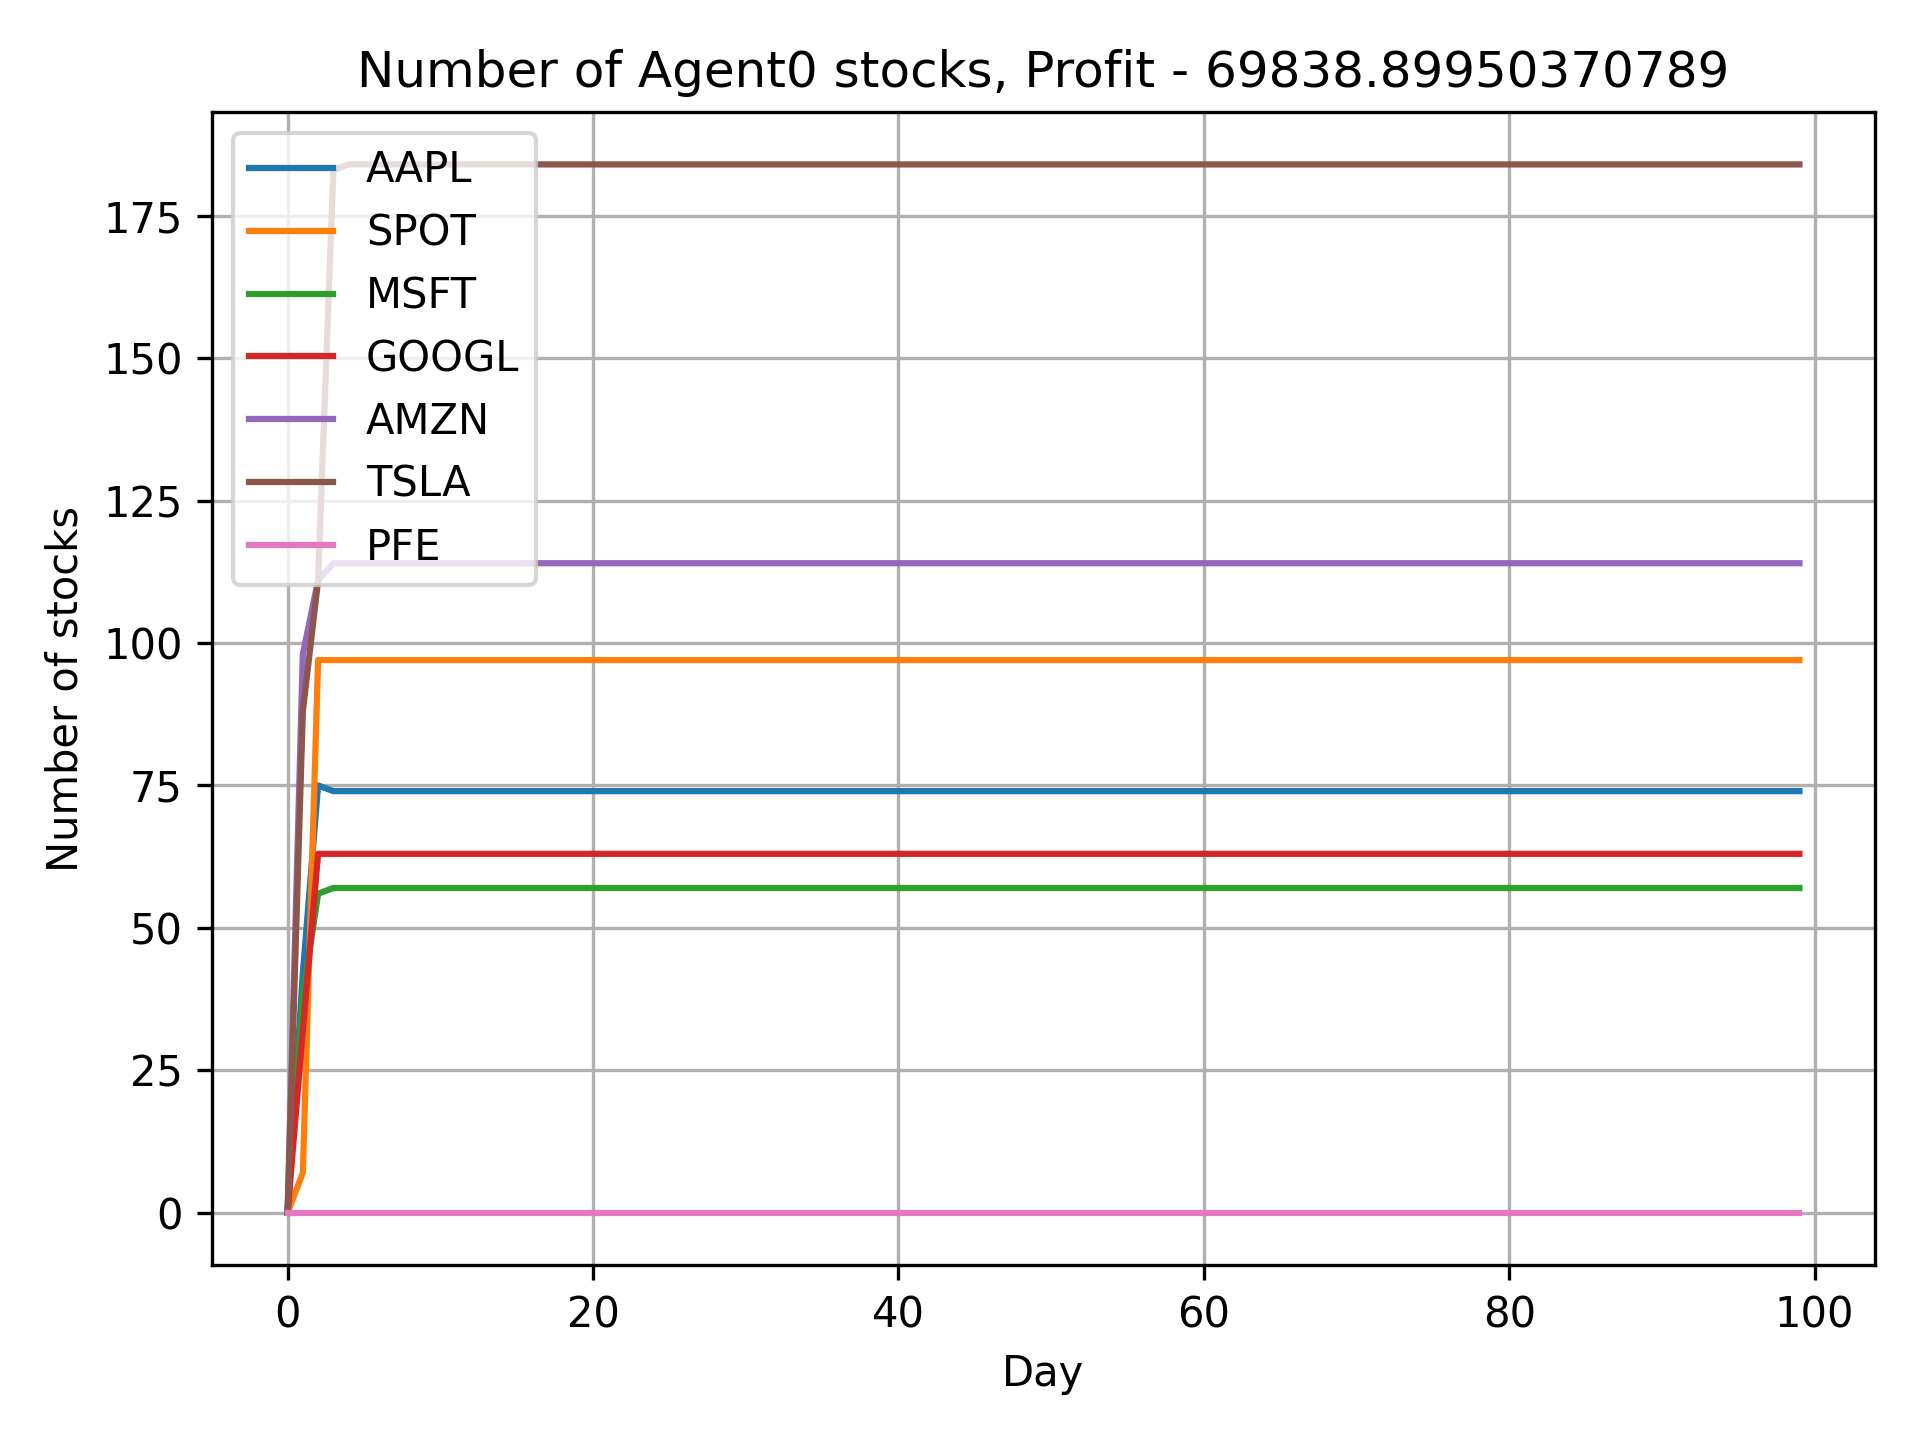 Number of Agent0 stocks, Profit - 69838.89950370789
AAPL
SPOT
MSFT
GOOGL
AMZN
TSLA
PFE
175
150
125
100
75
50
25
0
Number of stocks
0 20 40 60 80 100
Day